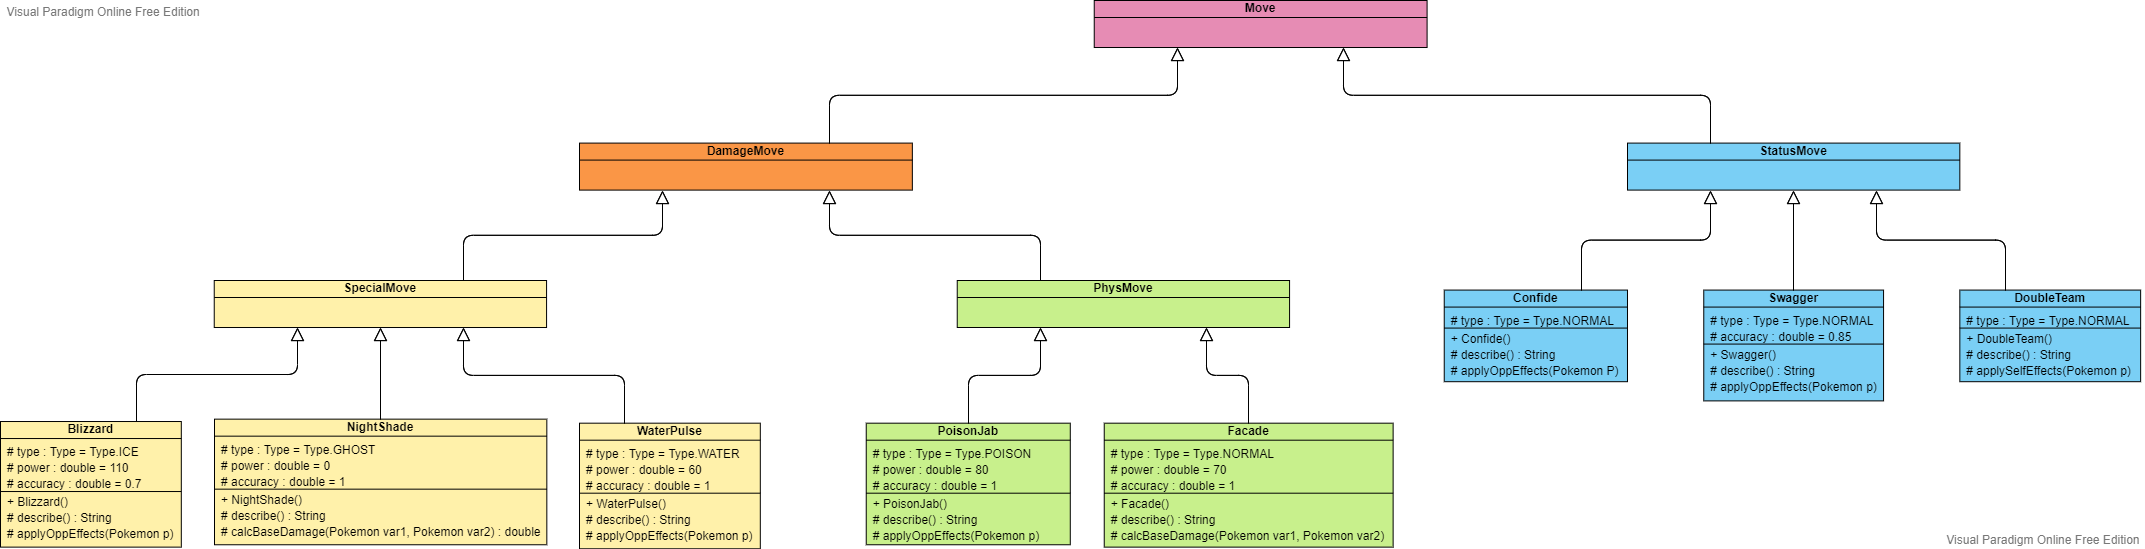 Visual Paradigm Online Free Edition
Move
DamageMove
StatusMove
SpecialMove
PhysMove
Confide
# type : Type = Type.NORMAL
+ Confide()
# describe() : String
# applyOppEffects(Pokemon P)
Swagger
# type : Type = Type.NORMAL
# accuracy : double = 0.85
+ Swagger()
# describe() : String
# applyOppEffects(Pokemon p)
DoubleTeam
# type : Type = Type.NORMAL
+ DoubleTeam()
# describe() : String
# applySelfEffects(Pokemon p)
Blizzard
# type : Type = Type.ICE
# power : double = 110
# accuracy : double = 0.7
+ Blizzard()
# describe() : String
# applyOppEffects(Pokemon p)
NightShade
# type : Type = Type.GHOST
# power : double = 0
# accuracy : double = 1
+ NightShade()
# describe() : String
# calcBaseDamage(Pokemon var1, Pokemon var2) : double
WaterPulse
# type : Type = Type.WATER
# power : double = 60
# accuracy : double = 1
+ WaterPulse()
# describe() : String
# applyOppEffects(Pokemon p)
PoisonJab
# type : Type = Type.POISON
# power : double = 80
# accuracy : double = 1
+ PoisonJab()
# describe() : String
# applyOppEffects(Pokemon p)
Facade
# type : Type = Type.NORMAL
# power : double = 70
# accuracy : double = 1
+ Facade()
# describe() : String
# calcBaseDamage(Pokemon var1, Pokemon var2)
Visual Paradigm Online Free Edition